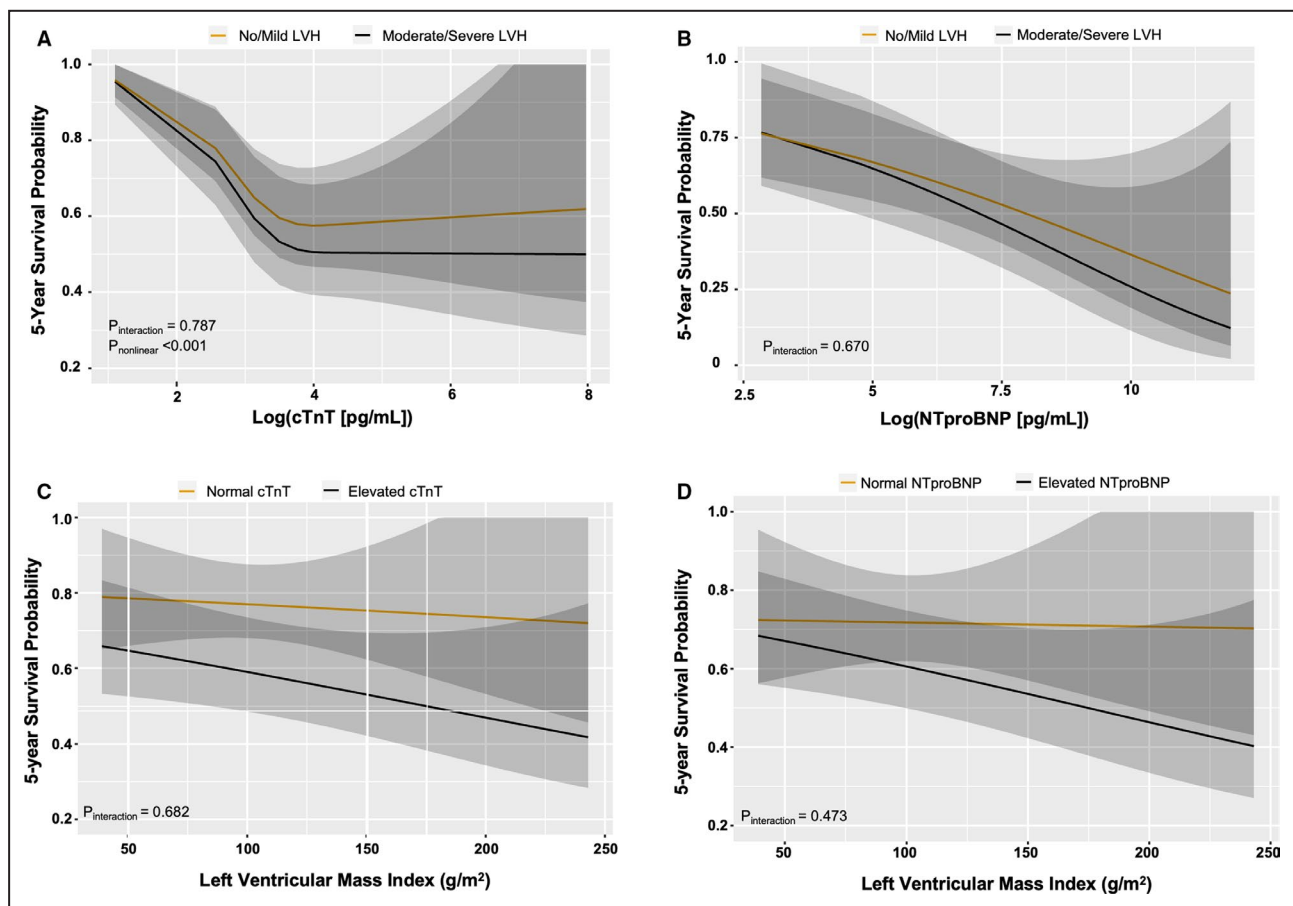 A
No/Mild LVH Moderate/Severe LVH
5-Year Survival Probability
1.0
0.8
0.6
0.4
0.2
P interaction = 0.787
P nonlinear <0.001
2 4 6 8
Log(cTnT [pg/mL])
B
No/Mild LVH Moderate/Severe LVH
5-Year Survival Probability
1.0
0.75
0.50
0.25
0
P interaction = 0.670
2.5 5 7.5 10
Log(NTproBNP [pg/mL])
C
Normal cTnT Elevated cTnT
5-year Survival Probability
1.0
0.8
0.6
0.4
0.2
P interaction = 0.682
50 100 150 200 250
Left Ventricular Mass Index (g/m²)
D
Normal NTproBNP Elevated NTproBNP
5-year Survival Probability
1.0
0.8
0.6
0.4
0.2
P interaction = 0.473
50 100 150 200 250
Left Ventricular Mass Index (g/m²)